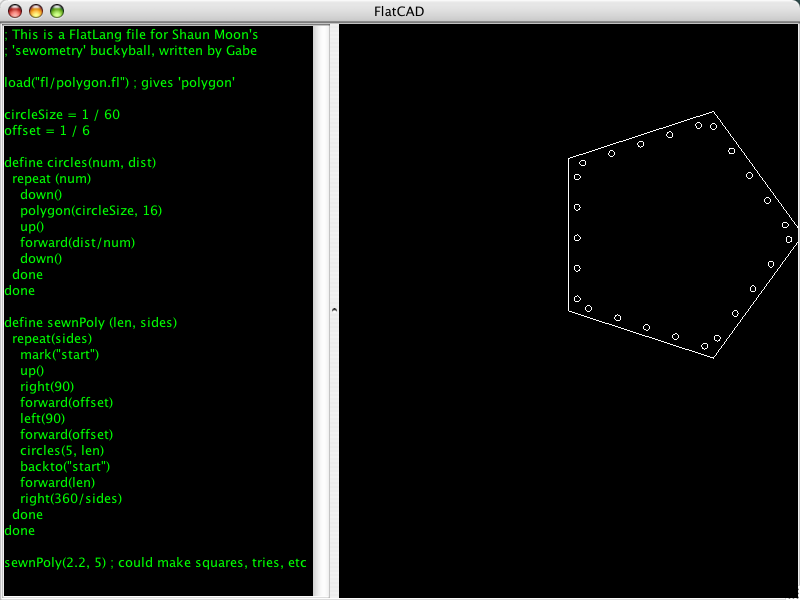 FlatCAD
; This is a FlatLang file for Shaun Moon's
; 'sewometry' buckyball, written by Gabe
load("fl/polygon.fl") ; gives 'polygon'
circleSize = 1 / 60
offset = 1 / 6
define circles(num, dist)
repeat (num)
down()
polygon(circleSize, 16)
up()
forward(dist/num)
down()
done
done
define sewnPoly (len, sides)
repeat(sides)
mark("start")
up()
right(90)
forward(offset)
left(90)
forward(offset)
circles(5, len)
backto("start")
forward(len)
right(360/sides)
done
done
sewnPoly(2.2, 5) ; could make squares, tries, etc